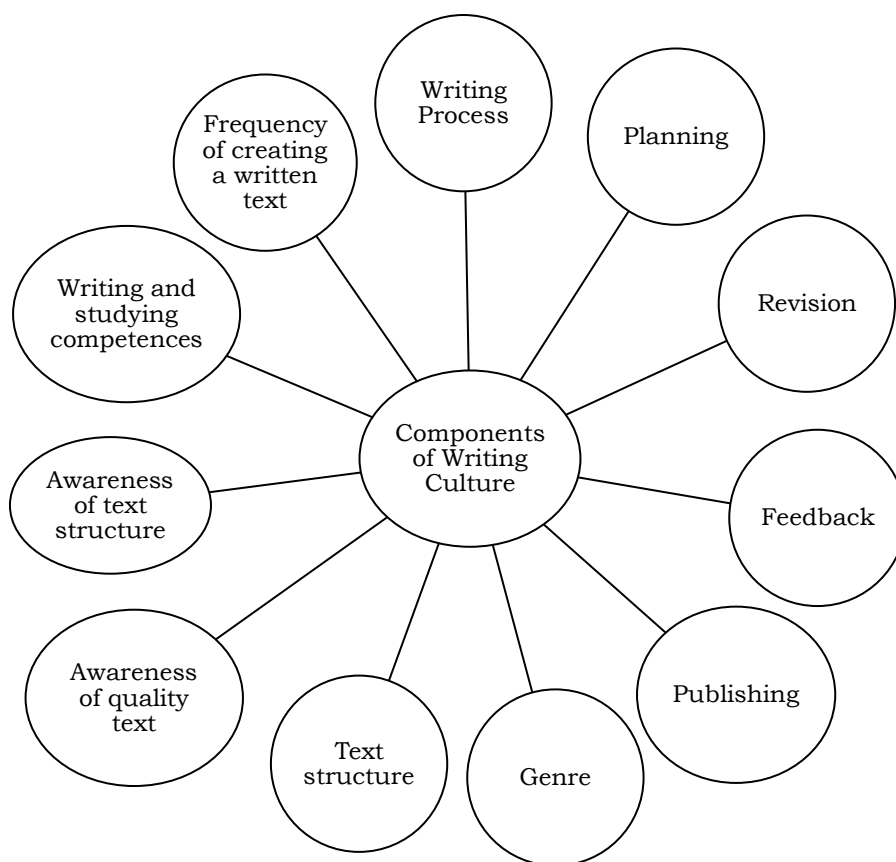 Writing
Process
Planning
Frequency
of creating
a written
text
Writing and
studying
competences
Revision
Components
of Writing
Culture
Awareness
of text
structure
Feedback
Awareness
of quality
text
Publishing
Text
structure
Genre